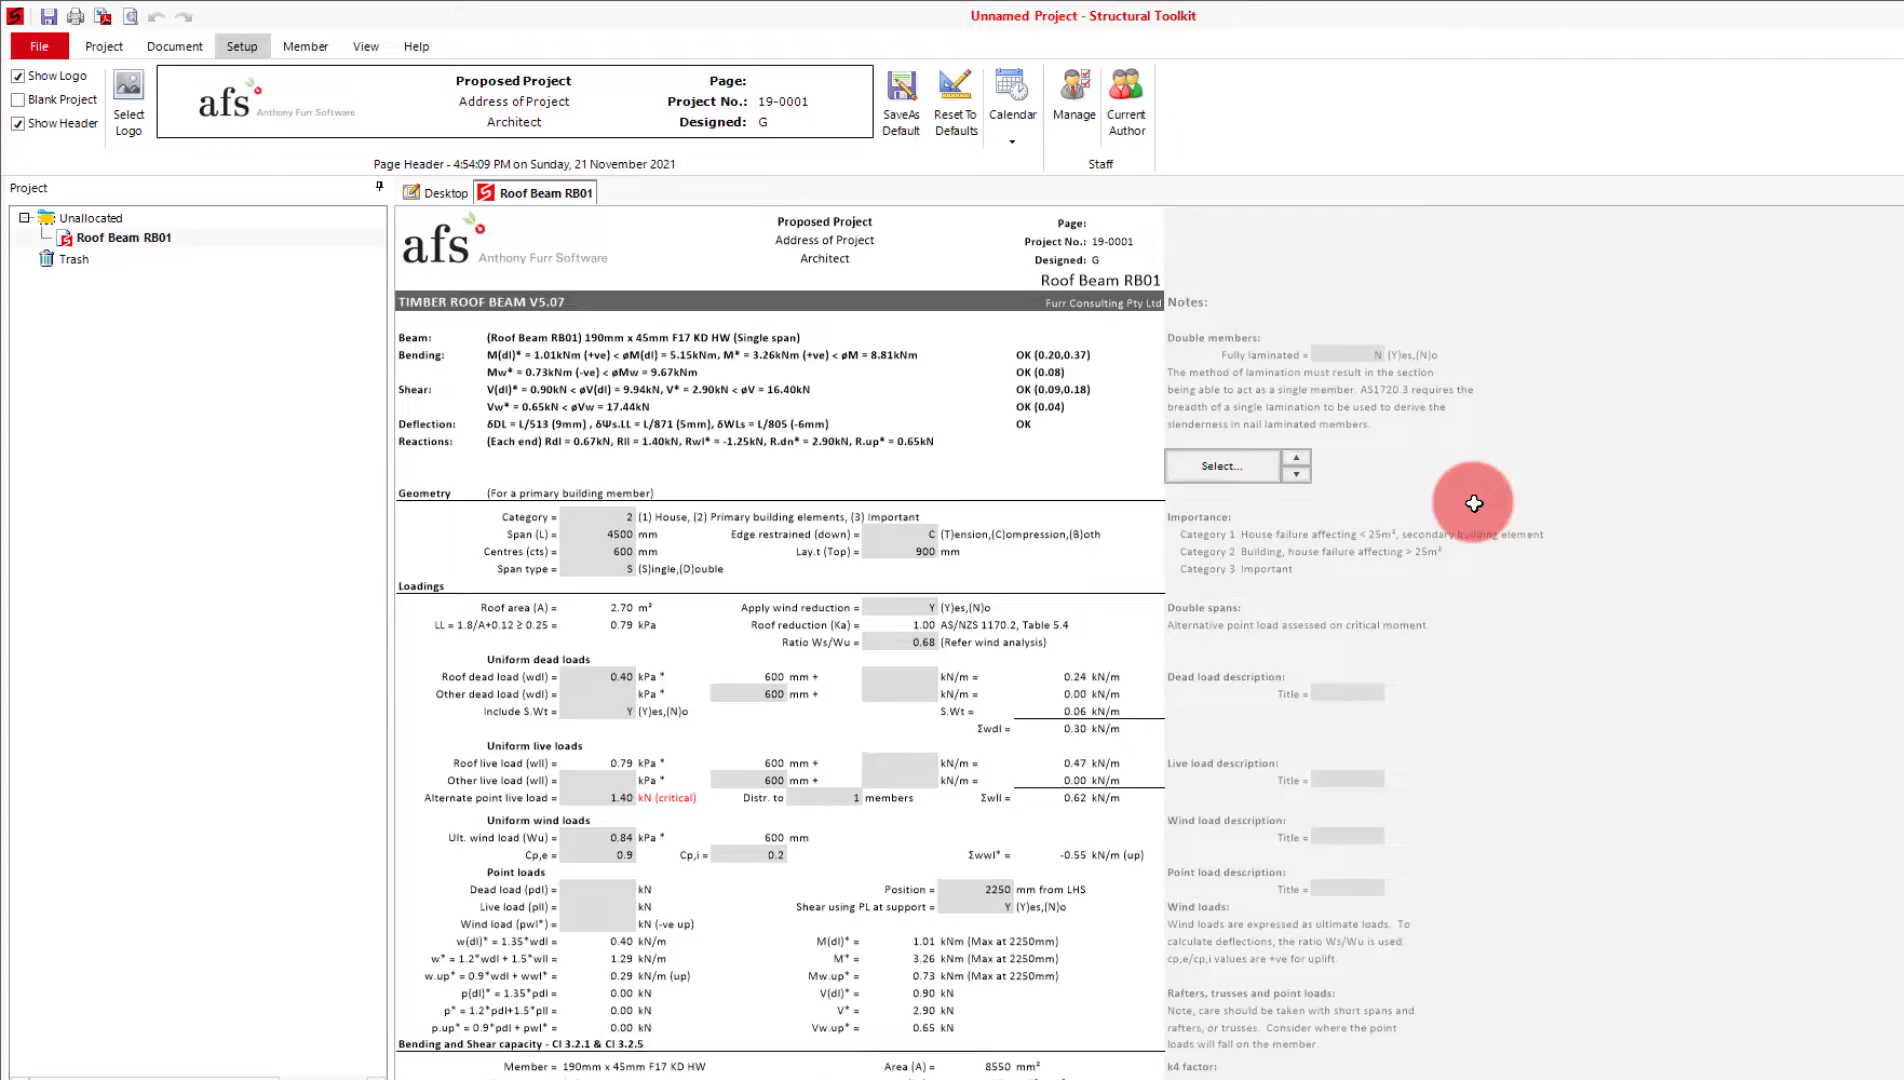 Unnamed Project - Structural Toolkit
File Project Document Setup Member View Help
Show Logo
Blank Project
Show Header
Select Logo
afs Anthony Furr Software
Proposed Project Page:
Address of Project Project No.: 19-0001
Architect Designed: G
SaveAs Default
Reset To Defaults
Calendar
Manage
Current Author
Page Header - 4:54:09 PM on Sunday, 21 November 2021
Staff
Project
Unallocated
Roof Beam RB01
Trash
Desktop Roof Beam RB01
afs Anthony Furr Software
Proposed Project Page:
Address of Project Project No.: 19-0001
Architect Designed: G
Roof Beam RB01
TIMBER ROOF BEAM V5.07 Furr Consulting Pty Ltd
Beam: (Roof Beam RB01) 190mm x 45mm F17 KD HW (Single span)
Bending: M(dl)* = 1.01kNm (+ve) < øM(dl) = 5.15kNm, M* = 3.26kNm (+ve) < øM = 8.81kNm OK (0.20,0.37)
Mw* = 0.73kNm (-ve) < øMw = 9.67kNm OK (0.08)
Shear: V(dl)* = 0.90kN < øV(dl) = 9.94kN, V* = 2.90kN < øV = 16.40kN OK (0.09,0.18)
Vw* = 0.65kN < øVw = 17.44kN OK (0.04)
Deflection: δDL = L/513 (9mm) , δΨs.LL = L/871 (5mm), δWLs = L/805 (-6mm) OK
Reactions: (Each end) Rdl = 0.67kN, Rll = 1.40kN, Rwl* = -1.25kN, R.dn* = 2.90kN, R.up* = 0.65kN
Geometry (For a primary building member)
Category = 2 (1) House, (2) Primary building elements, (3) Important
Span (L) = 4500 mm Edge restrained (down) = C (T)ension,(C)ompression,(B)oth
Centres (cts) = 600 mm Lay.t (Top) = 900 mm
Span type = S (S)ingle,(D)ouble
Loadings
Roof area (A) = 2.70 m² Apply wind reduction = Y (Y)es,(N)o
LL = 1.8/A+0.12 ≥ 0.25 = 0.79 kPa Roof reduction (Ka) = 1.00 AS/NZS 1170.2, Table 5.4
Ratio Ws/Wu = 0.68 (Refer wind analysis)
Uniform dead loads
Roof dead load (wdl) = 0.40 kPa * 600 mm + kN/m = 0.24 kN/m
Other dead load (wdl) = kPa * 600 mm + kN/m = 0.00 kN/m
Include S.Wt = Y (Y)es,(N)o S.Wt = 0.06 kN/m
Σwdl = 0.30 kN/m
Uniform live loads
Roof live load (wll) = 0.79 kPa * 600 mm + kN/m = 0.47 kN/m
Other live load (wll) = kPa * 600 mm + kN/m = 0.00 kN/m
Alternate point live load = 1.40 kN (critical) Distr. to 1 members Σwll = 0.62 kN/m
Uniform wind loads
Ult. wind load (Wu) = 0.84 kPa * 600 mm
Cp,e = 0.9 Cp,i = 0.2 Σwwl* = -0.55 kN/m (up)
Point loads
Dead load (pdl) = kN Position = 2250 mm from LHS
Live load (pll) = kN Shear using PL at support = Y (Y)es,(N)o
Wind load (pwl*) = kN (-ve up)
w(dl)* = 1.35*wdl = 0.40 kN/m M(dl)* = 1.01 kNm (Max at 2250mm)
w* = 1.2*wdl + 1.5*wll = 1.29 kN/m M* = 3.26 kNm (Max at 2250mm)
w.up* = 0.9*wdl + wwl* = 0.29 kN/m (up) Mw.up* = 0.73 kNm (Max at 2250mm)
p(dl)* = 1.35*pdl = 0.00 kN V(dl)* = 0.90 kN
p* = 1.2*pdl+1.5*pll = 0.00 kN V* = 2.90 kN
p.up* = 0.9*pdl + pwl* = 0.00 kN Vw.up* = 0.65 kN
Bending and Shear capacity - Cl 3.2.1 & Cl 3.2.5
Member = 190mm x 45mm F17 KD HW Area (A) = 8550 mm²
Notes:
Double members:
Fully laminated = N (Y)es,(N)o
The method of lamination must result in the section
being able to act as a single member. AS1720.3 requires the
breadth of a single lamination to be used to derive the
slenderness in nail laminated members.
Select...
Importance:
Category 1 House failure affecting < 25m², secondary building element
Category 2 Building, house failure affecting > 25m²
Category 3 Important
Double spans:
Alternative point load assessed on critical moment
Dead load description:
Title =
Live load description:
Title =
Wind load description:
Title =
Point load description:
Title =
Wind loads:
Wind loads are expressed as ultimate loads. To
calculate deflections, the ratio Ws/Wu is used.
cp,e/cp,i values are +ve for uplift.
Rafters, trusses and point loads:
Note, care should be taken with short spans and
rafters, or trusses. Consider where the point
loads will fall on the member.
k4 factor: